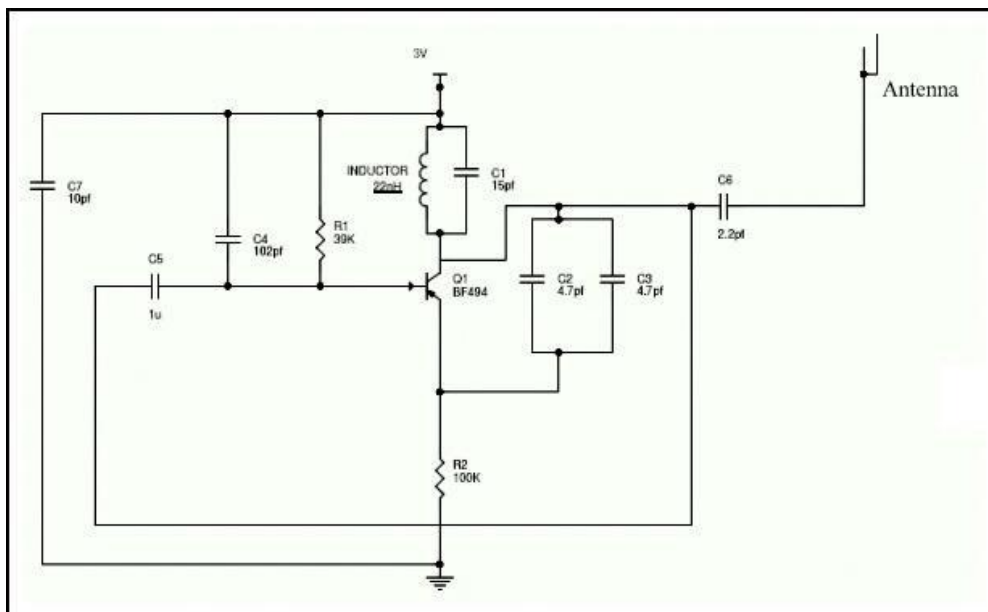 3V
Antenna
INDUCTOR
22nH
C1
15pf
C7
10pf
C6
2.2pf
R1
39K
C4
102pf
C5
1u
Q1
BF494
C2
4.7pf
C3
4.7pf
R2
100K